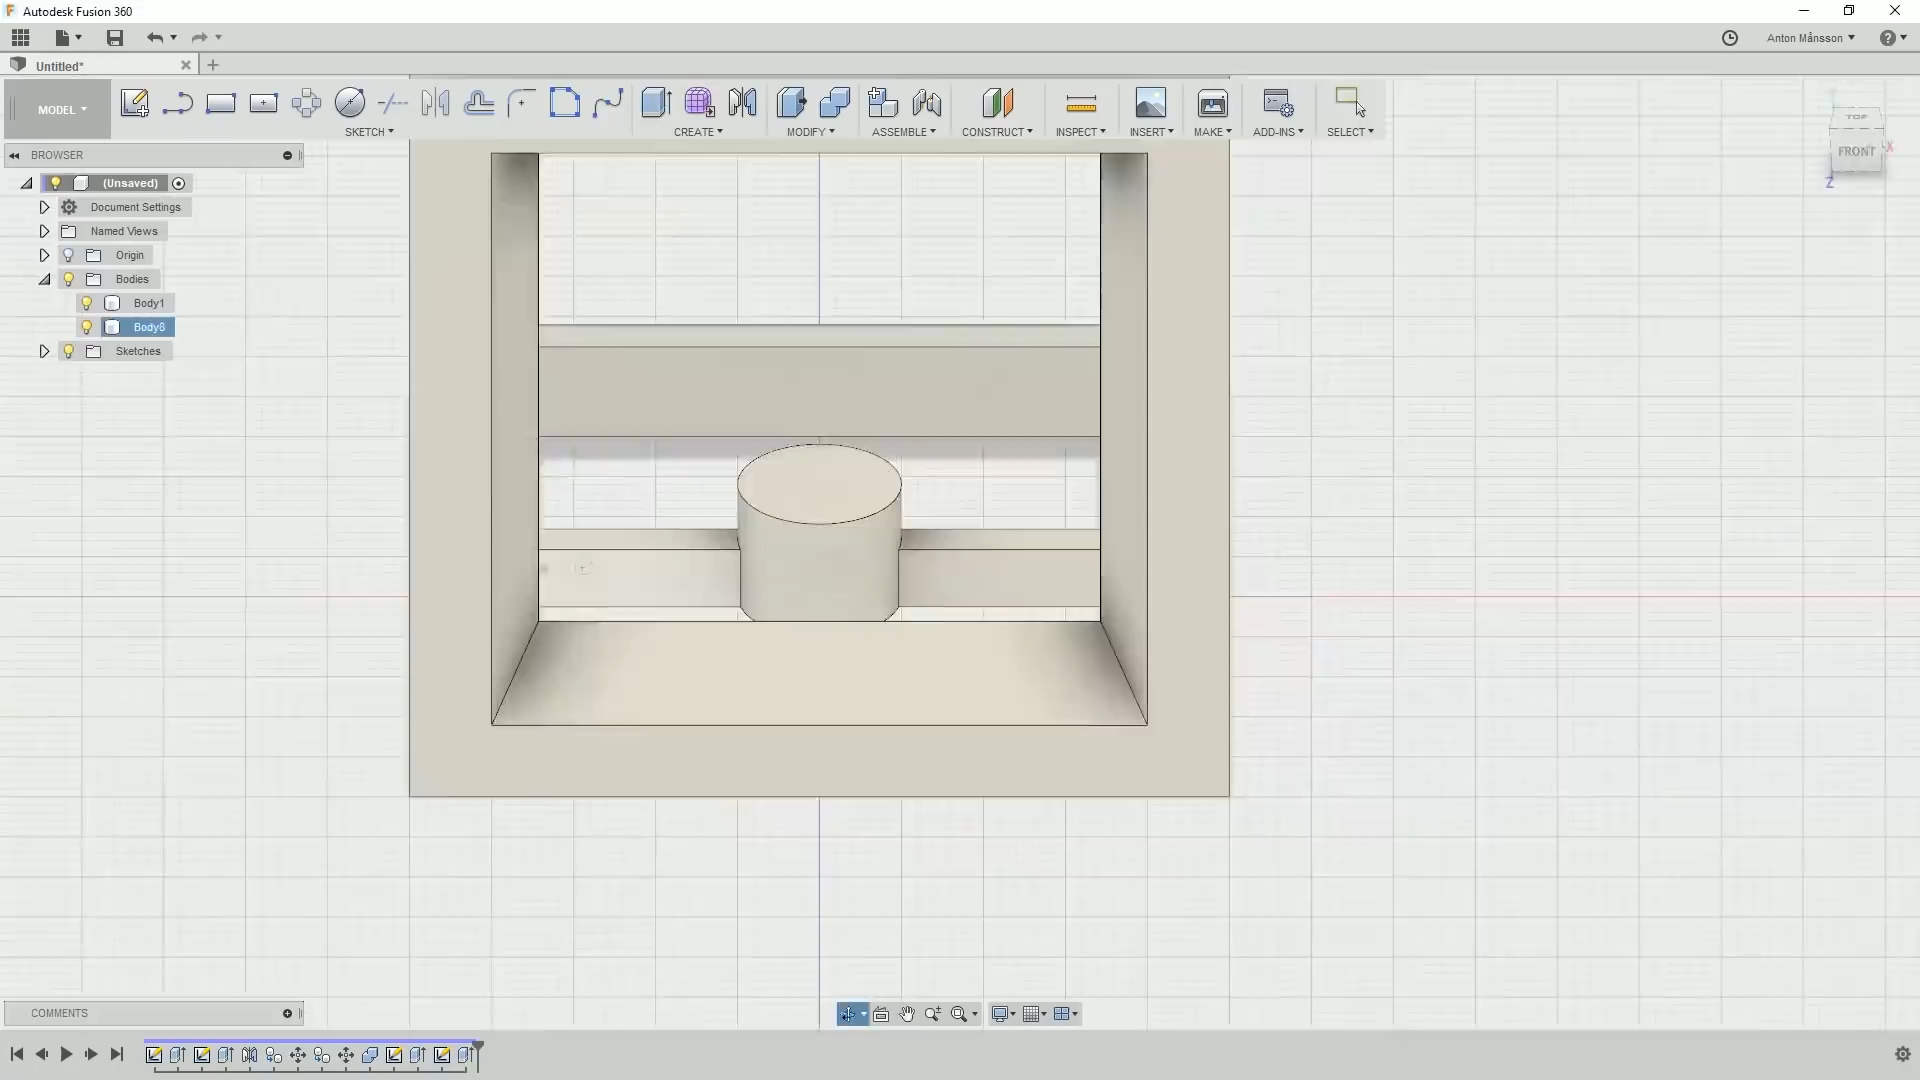 Autodesk Fusion 360
Anton Månsson
Untitled*
MODEL
SKETCH
CREATE
MODIFY
ASSEMBLE
CONSTRUCT
INSPECT
INSERT
MAKE
ADD-INS
SELECT
TOP
FRONT
X
Z
BROWSER
(Unsaved)
Document Settings
Named Views
Origin
Bodies
Body1
Body8
Sketches
COMMENTS